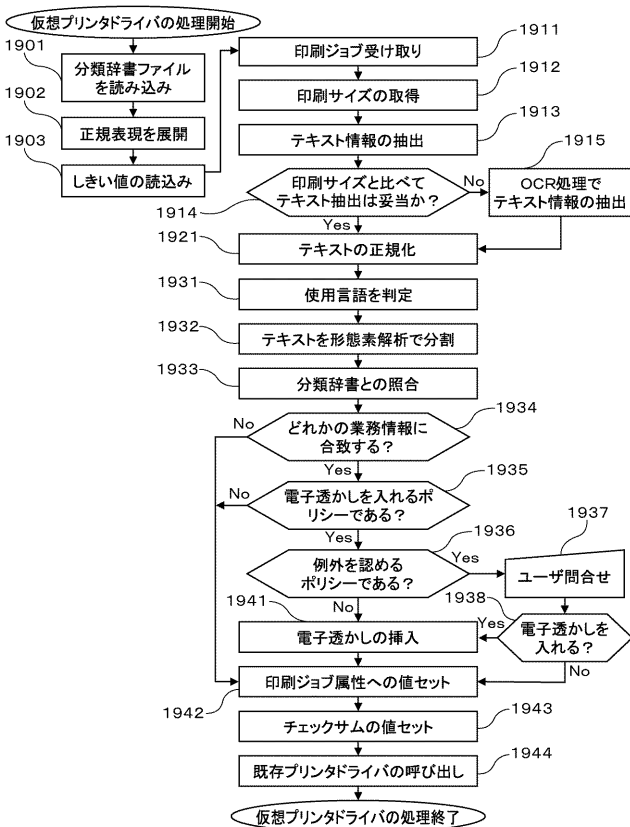 仮想プリンタドライバの処理開始
1901
分類辞書ファイル
を読み込み
1902
正規表現を展開
1903
しきい値の読込み
1911
印刷ジョブ受け取り
1912
印刷サイズの取得
1913
テキスト情報の抽出
1914
印刷サイズと比べて
テキスト抽出は妥当か？
No
Yes
1915
OCR処理で
テキスト情報の抽出
1921
テキストの正規化
1931
使用言語を判定
1932
テキストを形態素解析で分割
1933
分類辞書との照合
1934
どれかの業務情報に
合致する？
No
Yes
1935
電子透かしを入れるポ
リシーである？
No
Yes
1936
例外を認める
ポリシーである？
Yes
No
1937
ユーザ問合せ
1938
電子透かしを
入れる？
Yes
No
1941
電子透かしの挿入
1942
印刷ジョブ属性への値セット
1943
チェックサムの値セット
1944
既存プリンタドライバの呼び出し
仮想プリンタドライバの処理終了